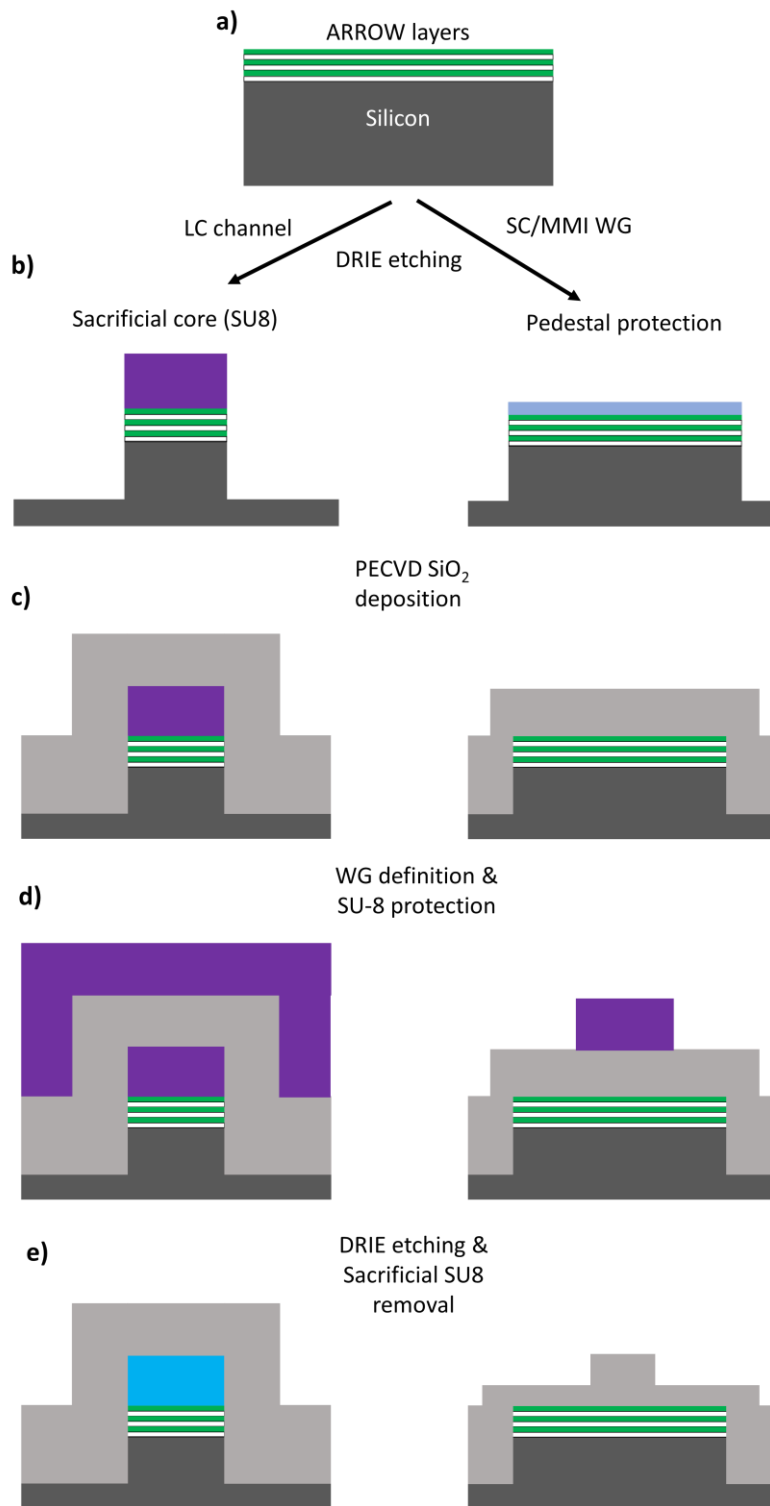 a)
ARROW layers
Silicon
LC channel
SC/MMI WG
DRIE etching
b)
Sacrificial core (SU8)
Pedestal protection
PECVD SiO₂
deposition
c)
WG definition &
SU-8 protection
d)
DRIE etching &
Sacrificial SU8
removal
e)